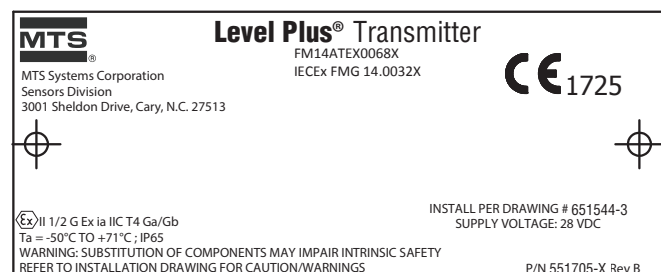 MTS
®
Level Plus® Transmitter
FM14ATEX0068X
IECEx FMG 14.0032X
CE 1725
MTS Systems Corporation
Sensors Division
3001 Sheldon Drive, Cary, N.C. 27513
Ex II 1/2 G Ex ia IIC T4 Ga/Gb
Ta = -50°C TO +71°C ; IP65
WARNING: SUBSTITUTION OF COMPONENTS MAY IMPAIR INTRINSIC SAFETY
REFER TO INSTALLATION DRAWING FOR CAUTION/WARNINGS
INSTALL PER DRAWING # 651544-3
SUPPLY VOLTAGE: 28 VDC
P/N 551705-X Rev B